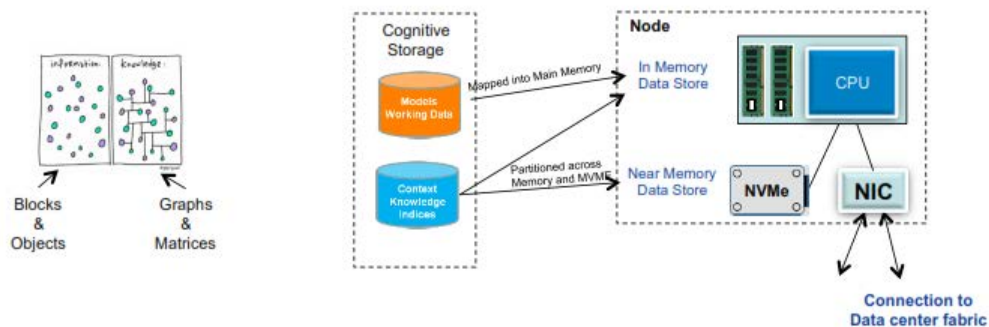 information:
knowledge:
Blocks
&
Objects
Graphs
&
Matrices
Cognitive
Storage
Models
Working Data
Context
Knowledge
Indices
Mapped into Main Memory
Partitioned across
Memory and MVME
Node
In Memory
Data Store
CPU
Near Memory
Data Store
NVMe
NIC
Connection to
Data center fabric